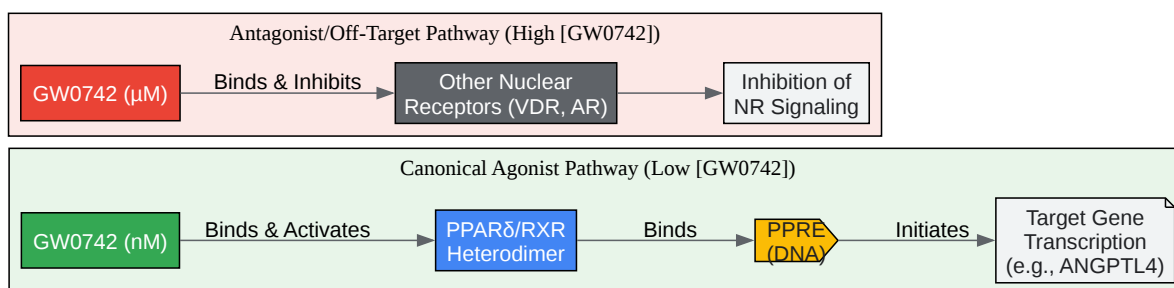 Antagonist/Off-Target Pathway (High [GW0742])
GW0742 (μM)
Binds & Inhibits
Other Nuclear
Receptors (VDR, AR)
Inhibition of
NR Signaling
Canonical Agonist Pathway (Low [GW0742])
GW0742 (nM)
Binds & Activates
PPARδ/RXR
Heterodimer
Binds
PPRE
(DNA)
Initiates
Target Gene
Transcription
(e.g., ANGPTL4)